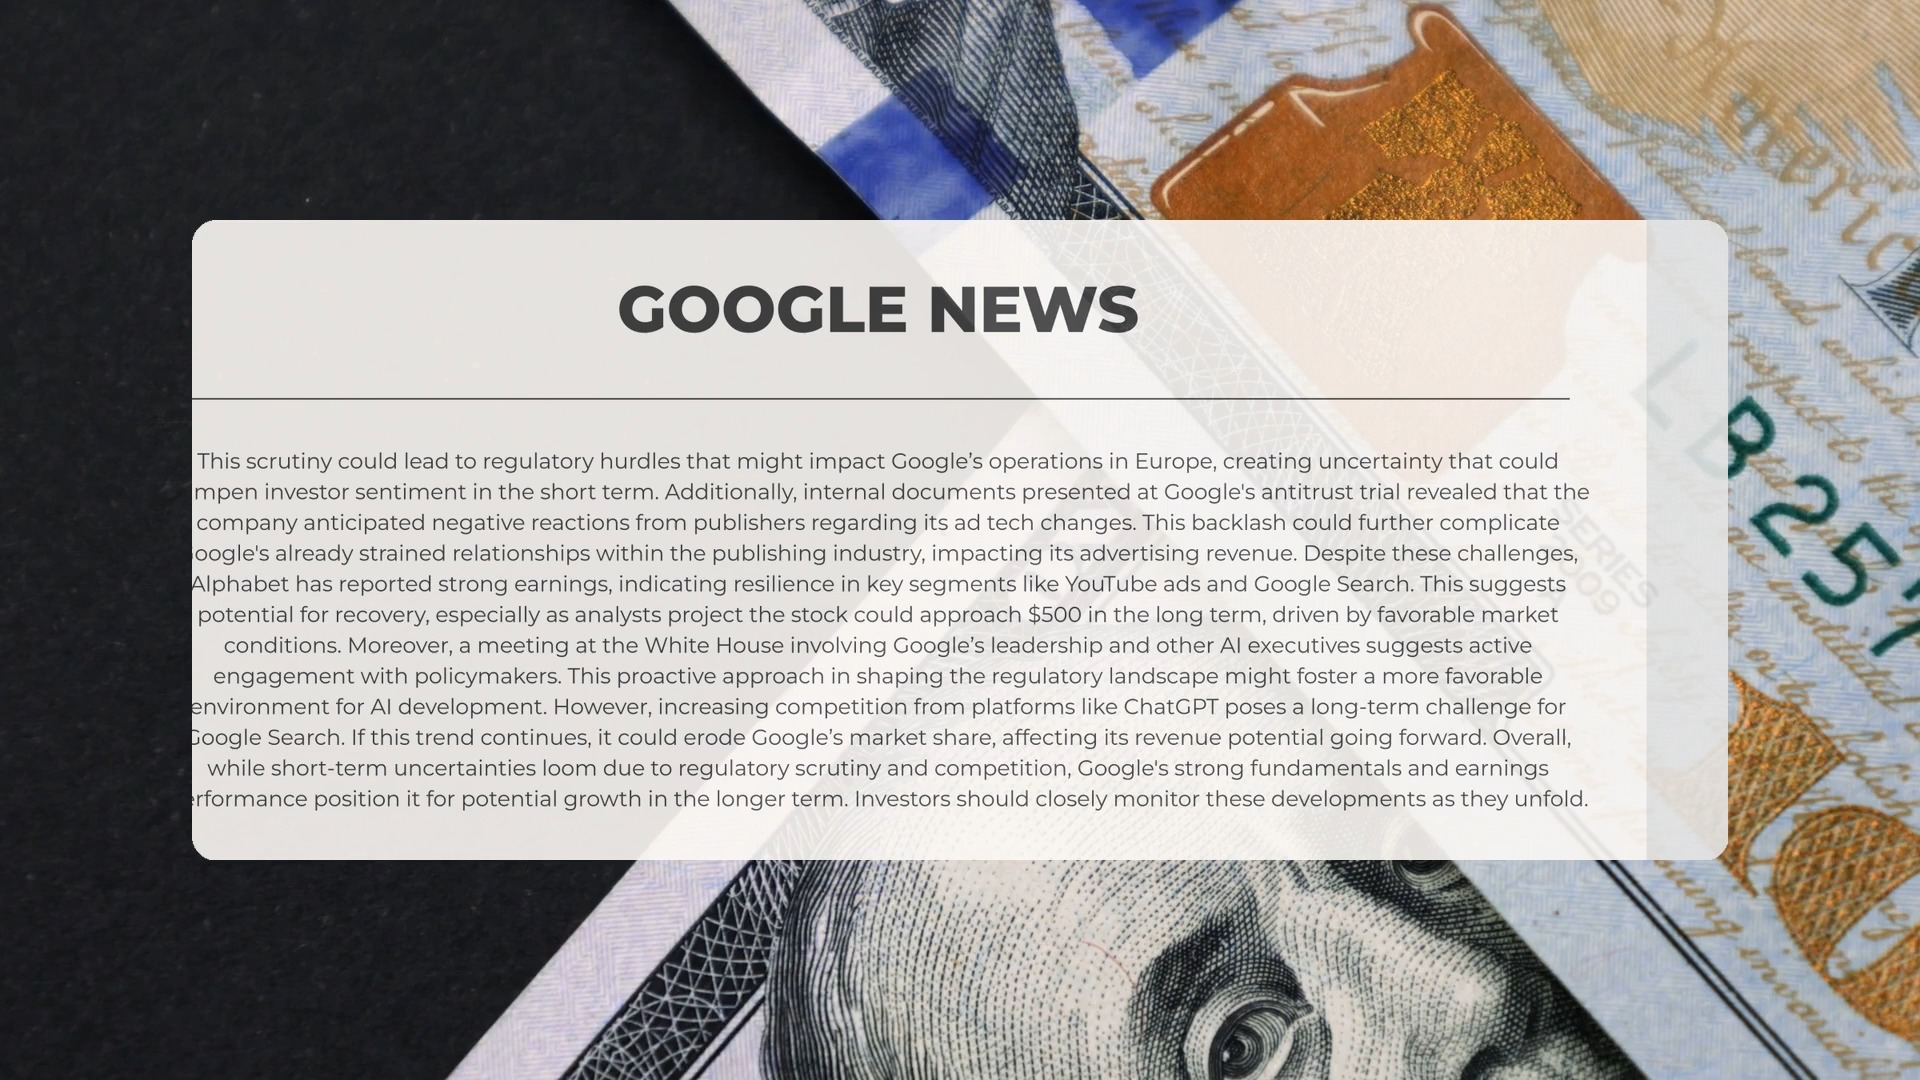 GOOGLE NEWS
This scrutiny could lead to regulatory hurdles that might impact Google’s operations in Europe, creating uncertainty that could
mpen investor sentiment in the short term. Additionally, internal documents presented at Google's antitrust trial revealed that the
company anticipated negative reactions from publishers regarding its ad tech changes. This backlash could further complicate
oogle's already strained relationships within the publishing industry, impacting its advertising revenue. Despite these challenges,
Alphabet has reported strong earnings, indicating resilience in key segments like YouTube ads and Google Search. This suggests
potential for recovery, especially as analysts project the stock could approach $500 in the long term, driven by favorable market
conditions. Moreover, a meeting at the White House involving Google’s leadership and other AI executives suggests active
engagement with policymakers. This proactive approach in shaping the regulatory landscape might foster a more favorable
environment for AI development. However, increasing competition from platforms like ChatGPT poses a long-term challenge for
Google Search. If this trend continues, it could erode Google’s market share, affecting its revenue potential going forward. Overall,
while short-term uncertainties loom due to regulatory scrutiny and competition, Google's strong fundamentals and earnings
erformance position it for potential growth in the longer term. Investors should closely monitor these developments as they unfold.
SERIES
2009
LB25